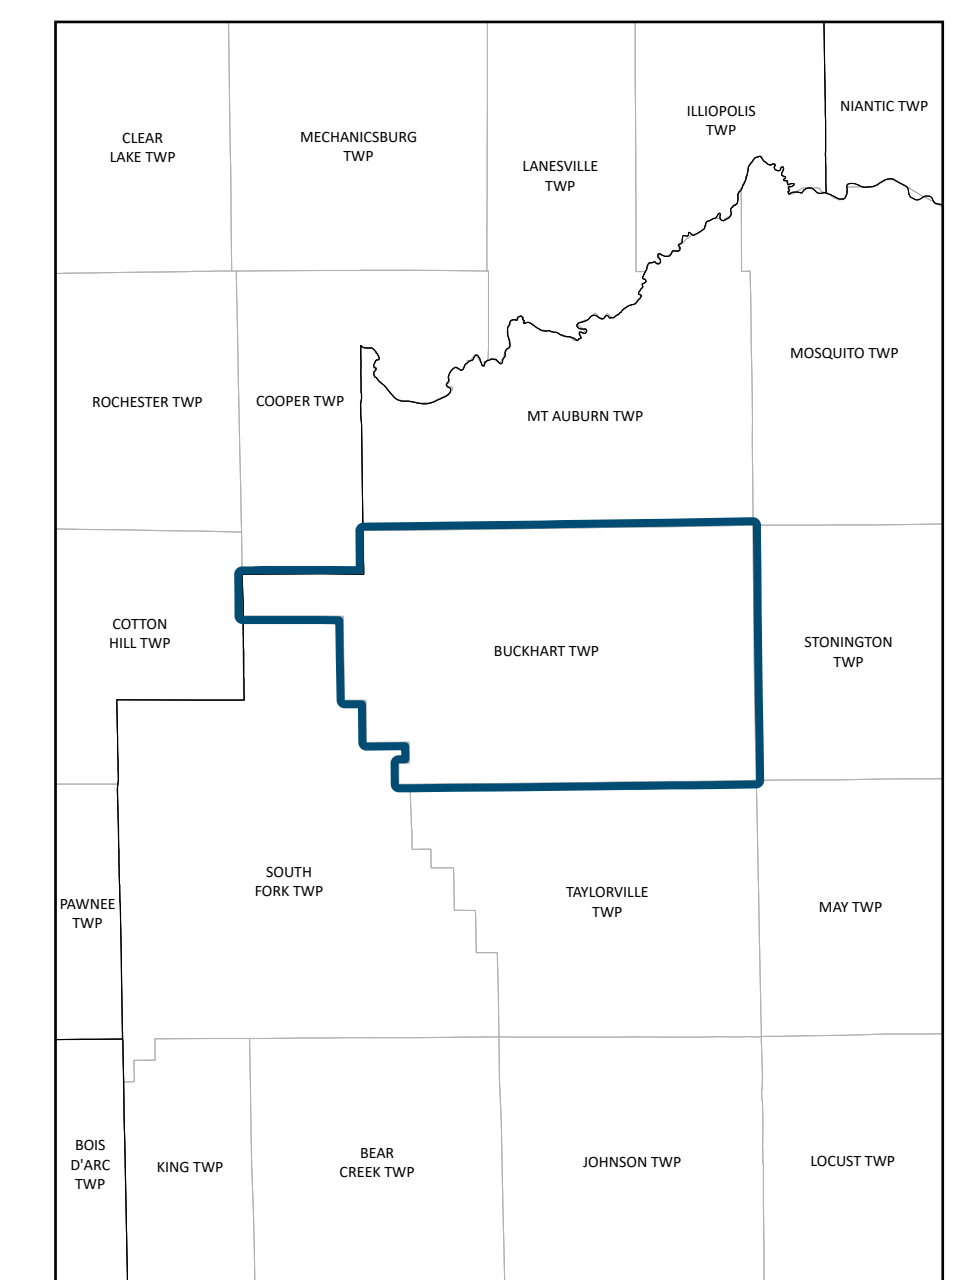 CLEAR
LAKE TWP
MECHANICSBURG
TWP
LANESVILLE
TWP
ILLIOPOLIS
TWP
NIANTIC TWP
ROCHESTER TWP
COOPER TWP
MT AUBURN TWP
MOSQUITO TWP
COTTON
HILL TWP
BUCKHART TWP
STONINGTON
TWP
PAWNEE
TWP
SOUTH
FORK TWP
TAYLORVILLE
TWP
MAY TWP
BOIS
D'ARC
TWP
KING TWP
BEAR
CREEK TWP
JOHNSON TWP
LOCUST TWP